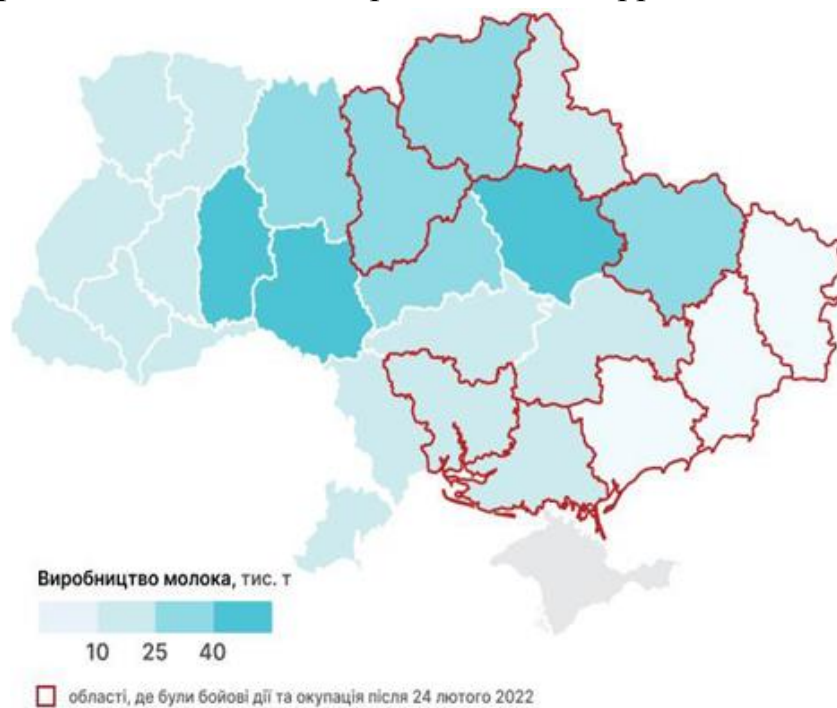 Виробництво молока, тис. т
10 25 40
області, де були бойові дії та окупація після 24 лютого 2022